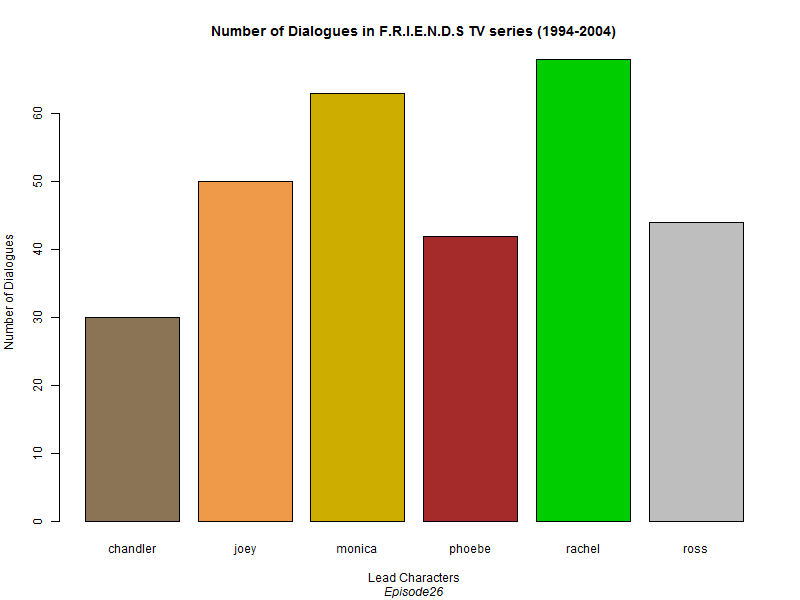 Number of Dialogues in F.R.I.E.N.D.S TV series (1994-2004)
Number of Dialogues
60
50
40
30
20
10
0
chandler joey monica phoebe rachel ross
Lead Characters
Episode26